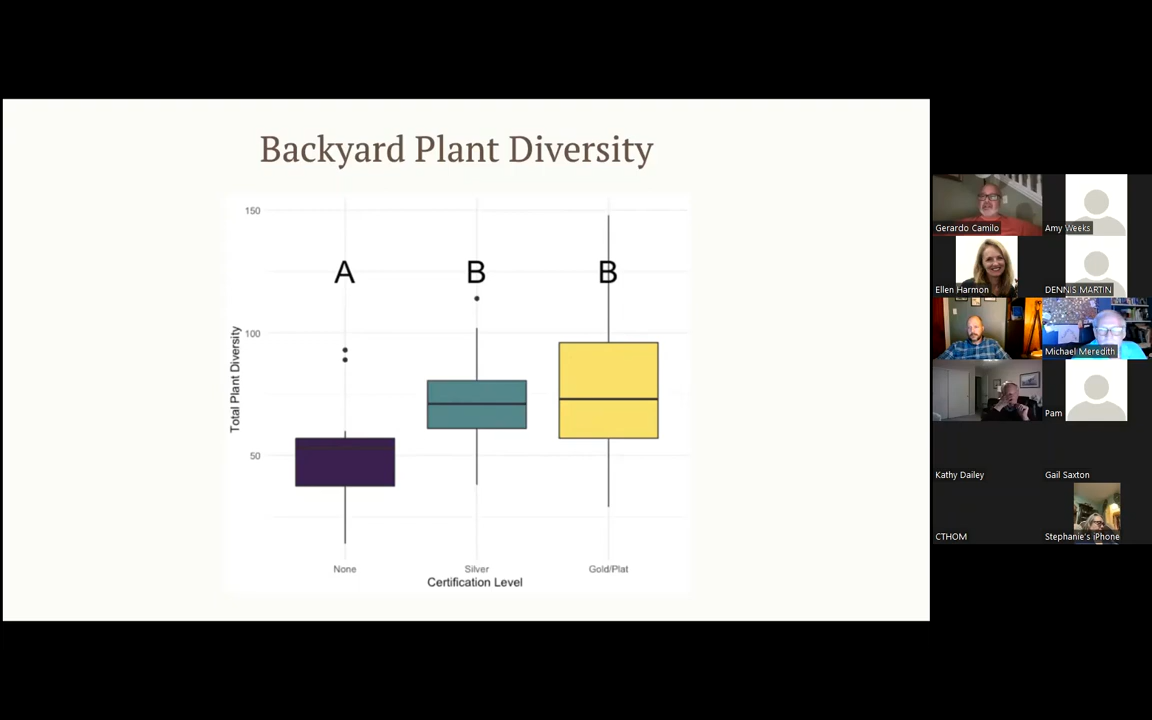 Backyard Plant Diversity
150
100
50
Total Plant Diversity
A
B
B
None
Silver
Gold/Plat
Certification Level
Gerardo Camilo
Amy Weeks
Ellen Harmon
DENNIS MARTIN
Michael Meredith
Pam
Kathy Dailey
Gail Saxton
CTHOM
Stephanie's iPhone